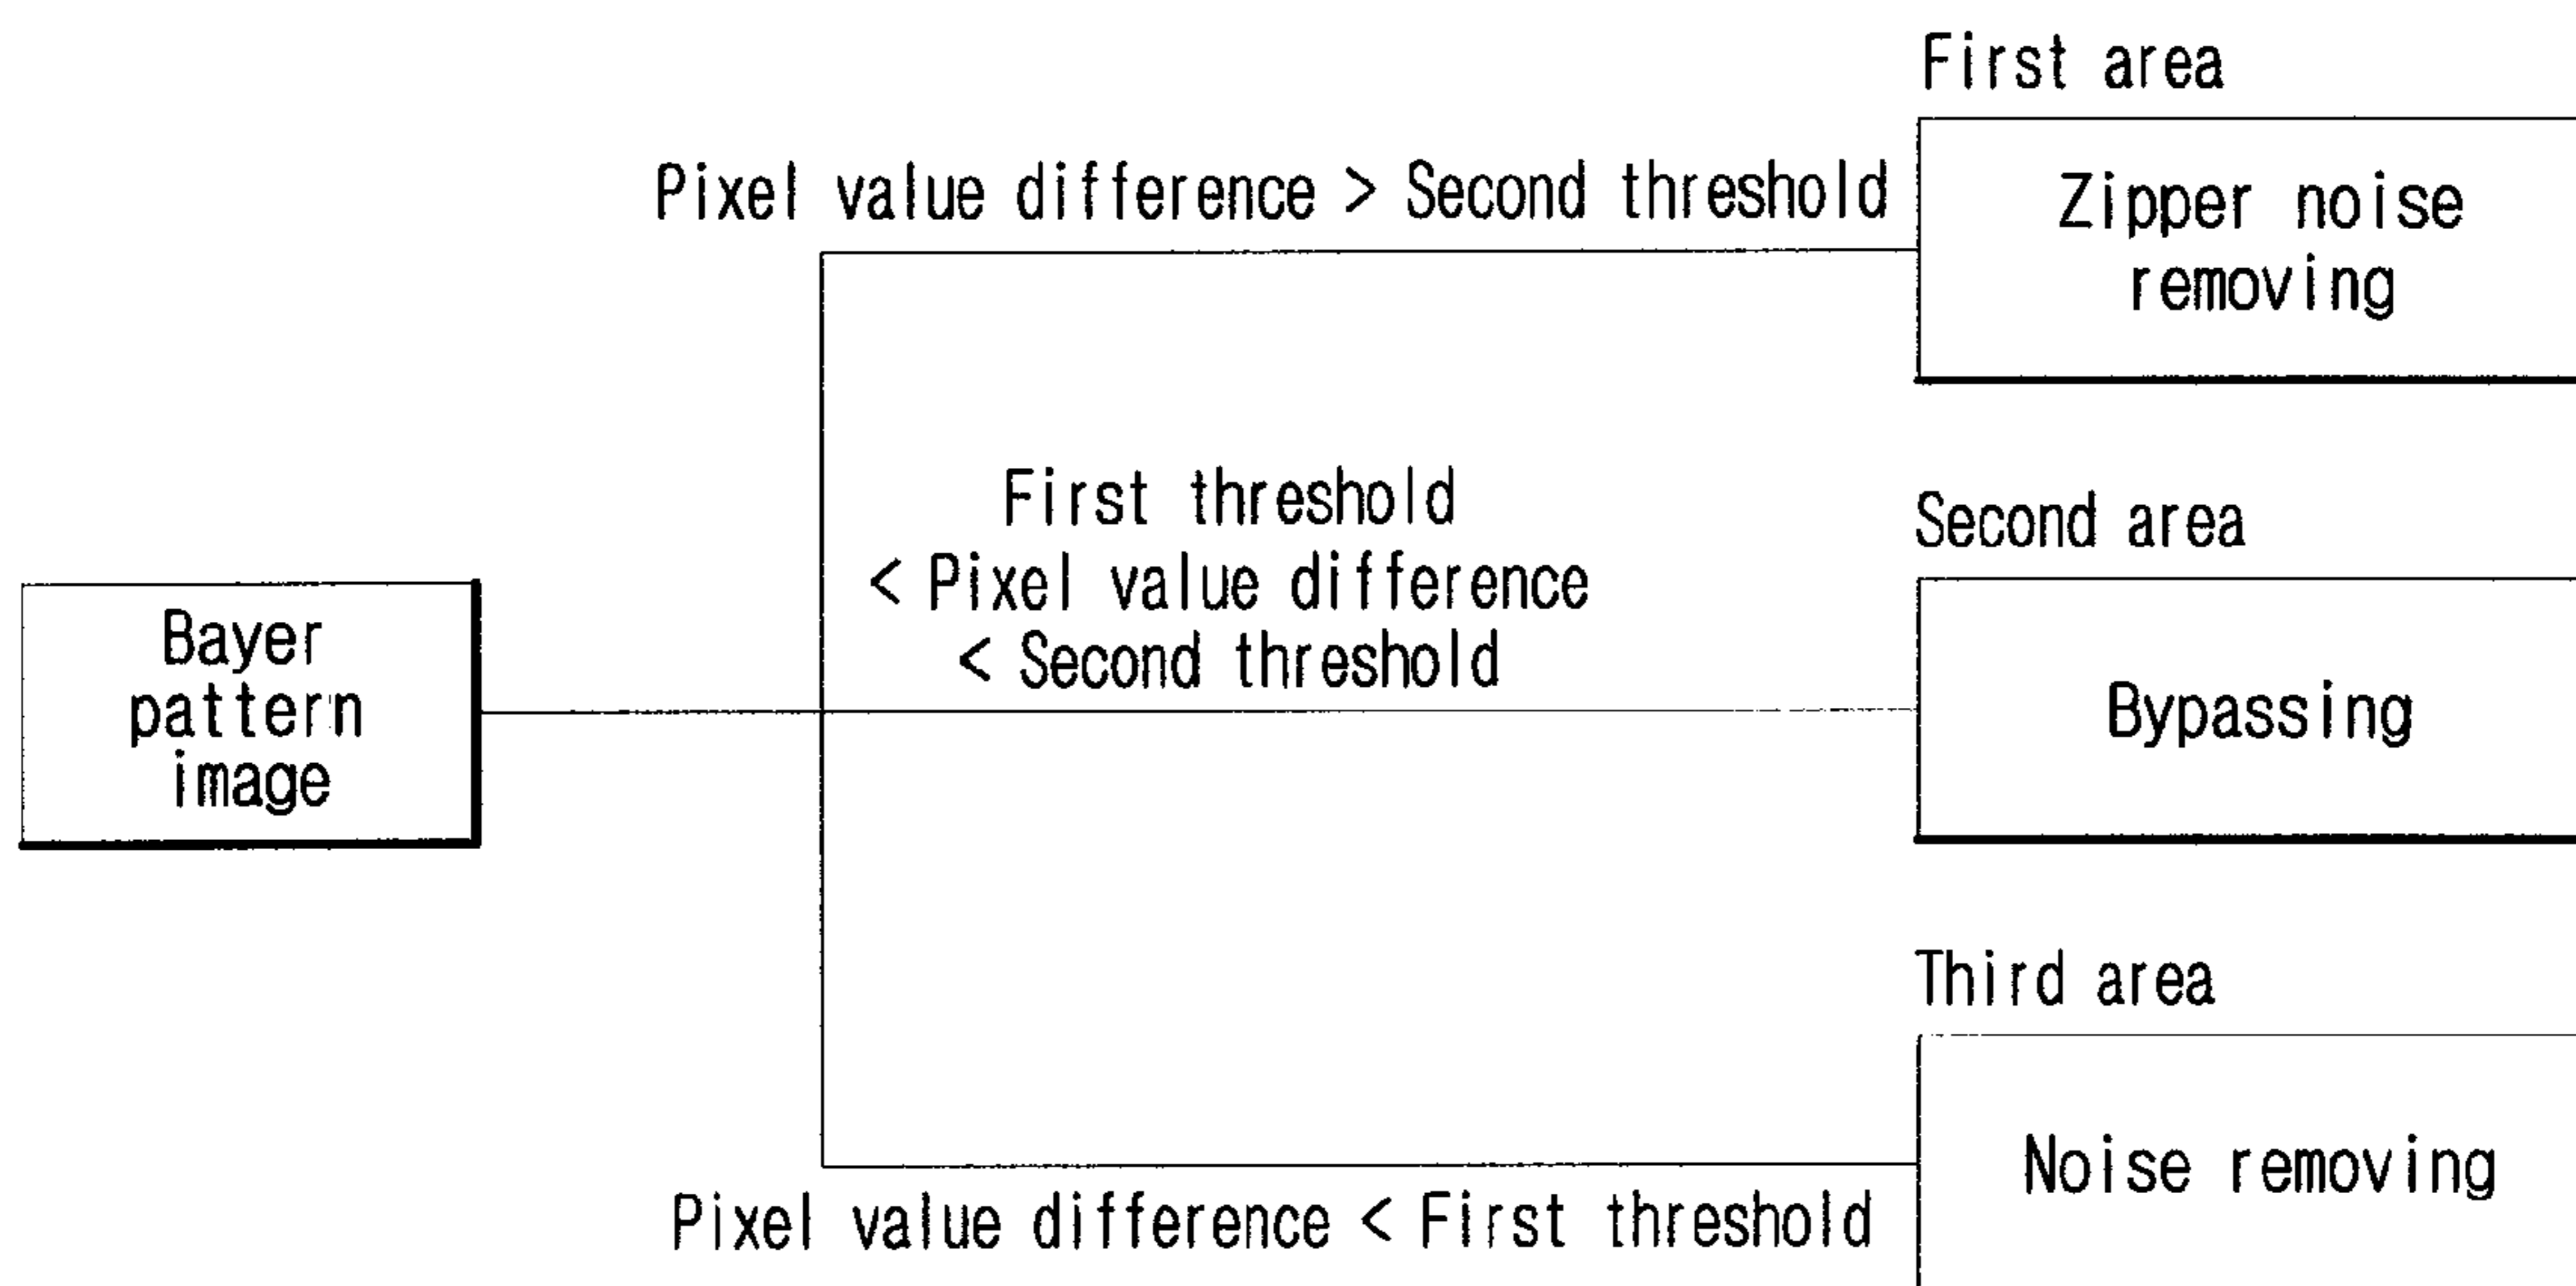 First area
Pixel value difference > Second threshold
Zipper noise
removing
First threshold
< Pixel value difference
< Second threshold
Second area
Bayer
pattern
image
Bypassing
Third area
Noise removing
Pixel value difference < First threshold